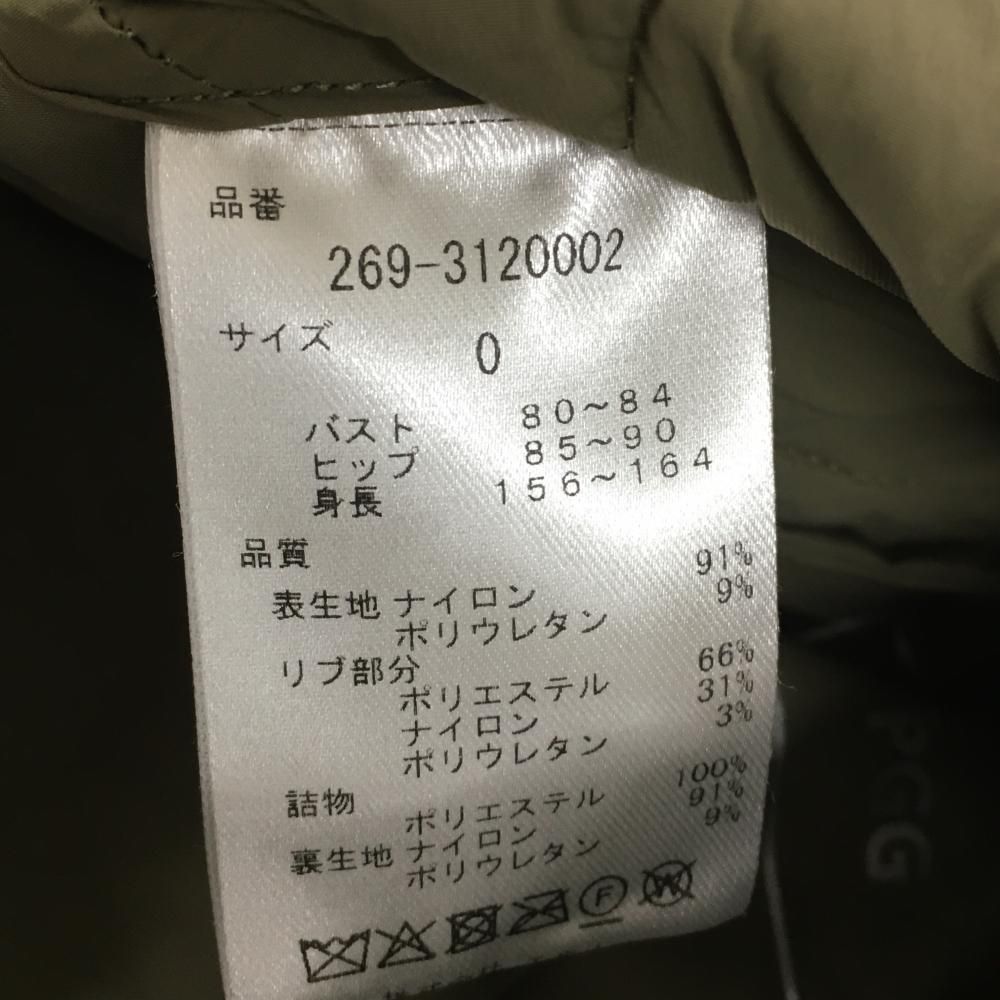 品番
269-3120002
サイズ 0
バスト 80～84
ヒップ 85～90
身長 156～164
品質
表生地 ナイロン 91%
ポリウレタン 9%
リブ部分
ポリエステル 66%
ナイロン 31%
ポリウレタン 3%
詰物
ポリエステル 100%
裏生地 ナイロン 91%
ポリウレタン 9%
F W
PGG